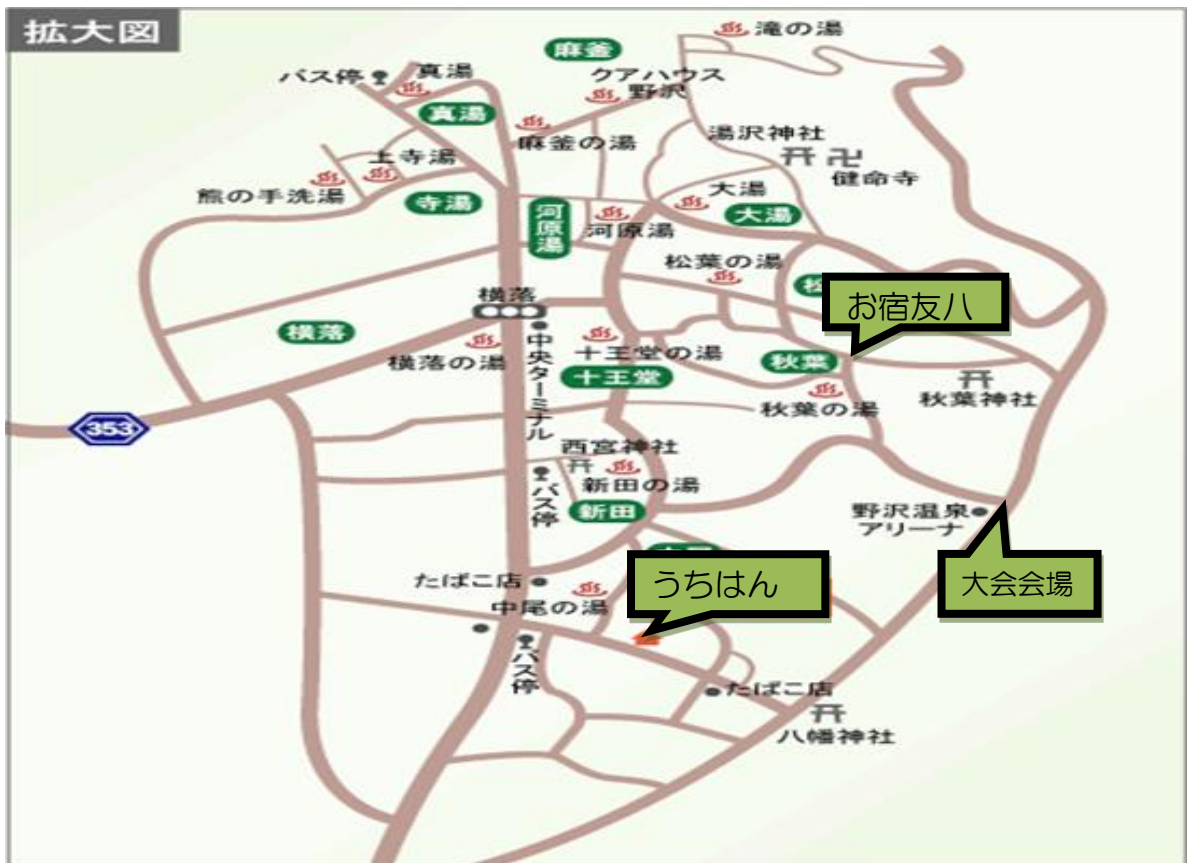 拡大図
滝の湯
麻釜
クアハウス
野沢
バス停
真湯
真湯
麻釜の湯
湯沢神社
健命寺
上寺湯
熊の手洗湯
寺湯
河原湯
河原湯
大湯
大湯
松葉の湯
松
お宿友八
横落
横落
横落の湯
中央ターミナル
十王堂の湯
十王堂
秋葉
秋葉の湯
秋葉神社
353
西宮神社
新田の湯
バス停
新田
野沢温泉
アリーナ
うちはん
大会会場
たばこ店
中尾の湯
バス停
たばこ店
八幡神社